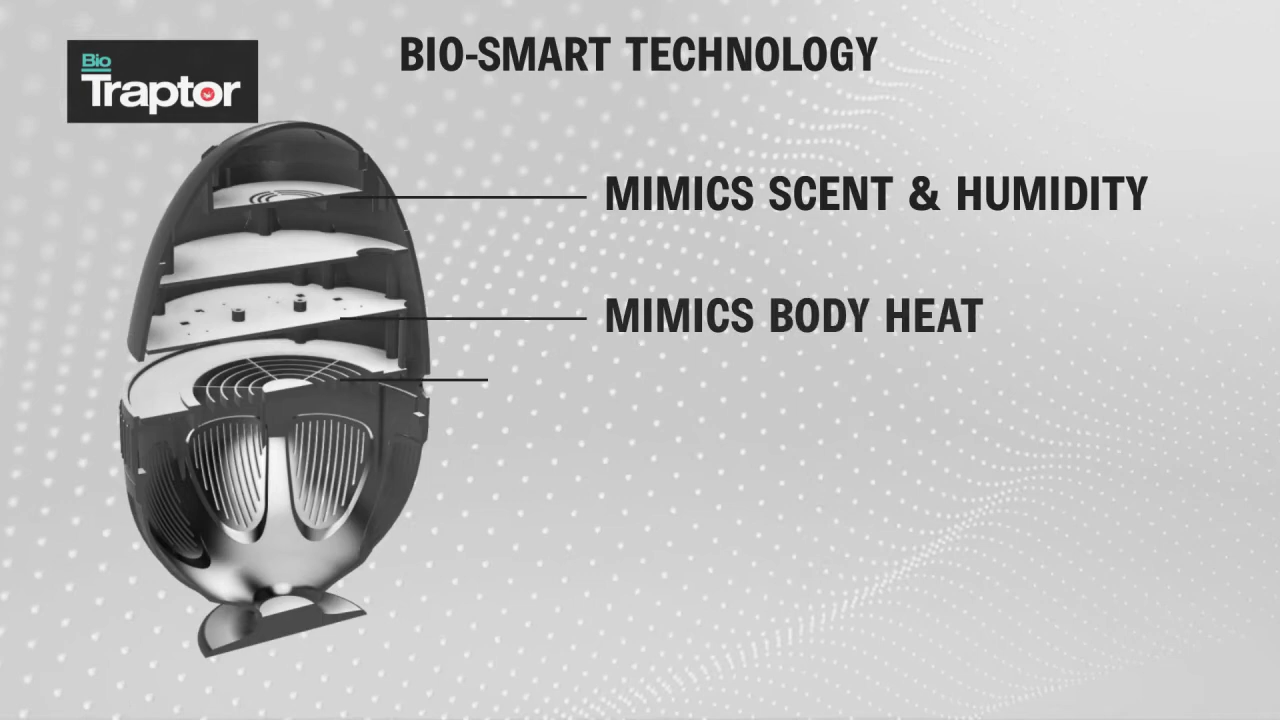 BIO-SMART TECHNOLOGY
Bio
Traptor
MIMICS SCENT & HUMIDITY
MIMICS BODY HEAT